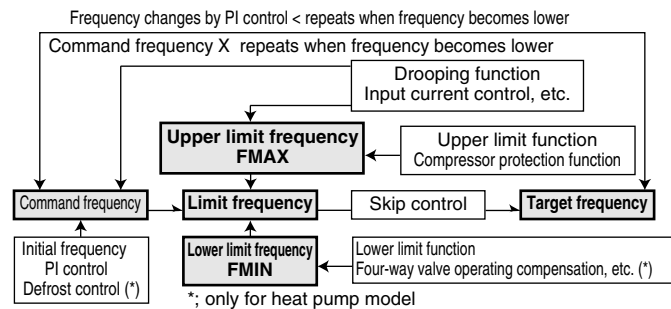 Frequency changes by PI control < repeats when frequency becomes lower
Command frequency X repeats when frequency becomes lower
Drooping function
Input current control, etc.
Upper limit frequency
FMAX
Upper limit function
Compressor protection function
Command frequency
Limit frequency
Skip control
Target frequency
Initial frequency
PI control
Defrost control (*)
Lower limit frequency
FMIN
Lower limit function
Four-way valve operating compensation, etc. (*)
*; only for heat pump model